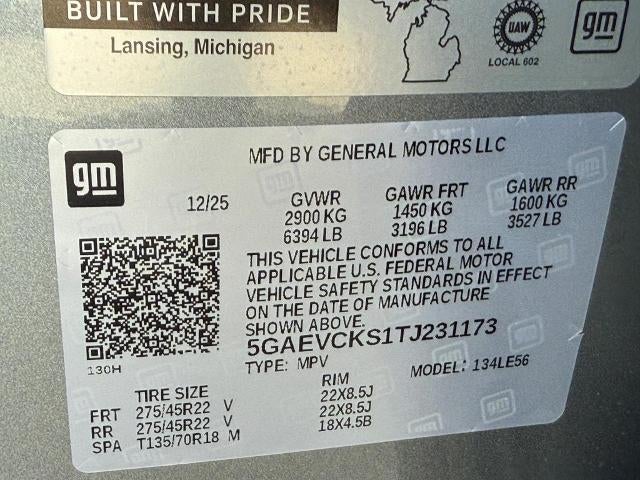 BUILT WITH PRIDE
Lansing, Michigan
UAW
LOCAL 602
gm
gm
MFD BY GENERAL MOTORS LLC
12/25 GVWR GAWR FRT GAWR RR
2900 KG 1450 KG 1600 KG
6394 LB 3196 LB 3527 LB
THIS VEHICLE CONFORMS TO ALL
APPLICABLE U.S. FEDERAL MOTOR
VEHICLE SAFETY STANDARDS IN EFFECT
ON THE DATE OF MANUFACTURE
SHOWN ABOVE.
5GAEVCKS1TJ231173
130H
TYPE: MPV MODEL: 134LE56
TIRE SIZE RIM
FRT 275/45R22 V 22X8.5J
RR 275/45R22 V 22X8.5J
SPA T135/70R18 M 18X4.5B